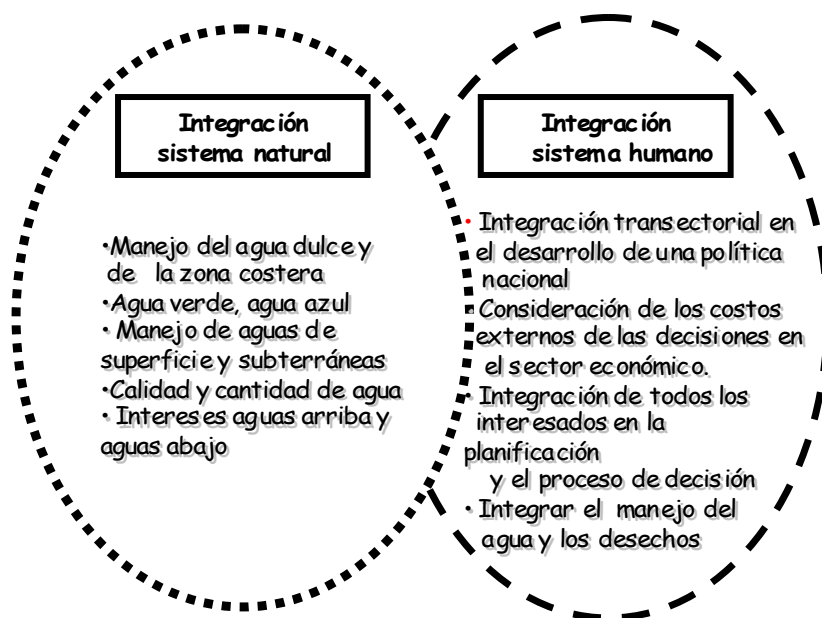 Integración
sistema natural
•Manejo del agua dulce y
de la zona costera
•Agua verde, agua azul
• Manejo de aguas de
superficie y subterráneas
•Calidad y cantidad de agua
• Intereses aguas arriba y
aguas abajo
Integración
sistema humano
• Integración transectorial en
el desarrollo de una política
nacional
•Consideración de los costos
externos de las decisiones en
el sector económico.
• Integración de todos los
interesados en la
planificación
y el proceso de decisión
• Integrar el manejo del
agua y los desechos